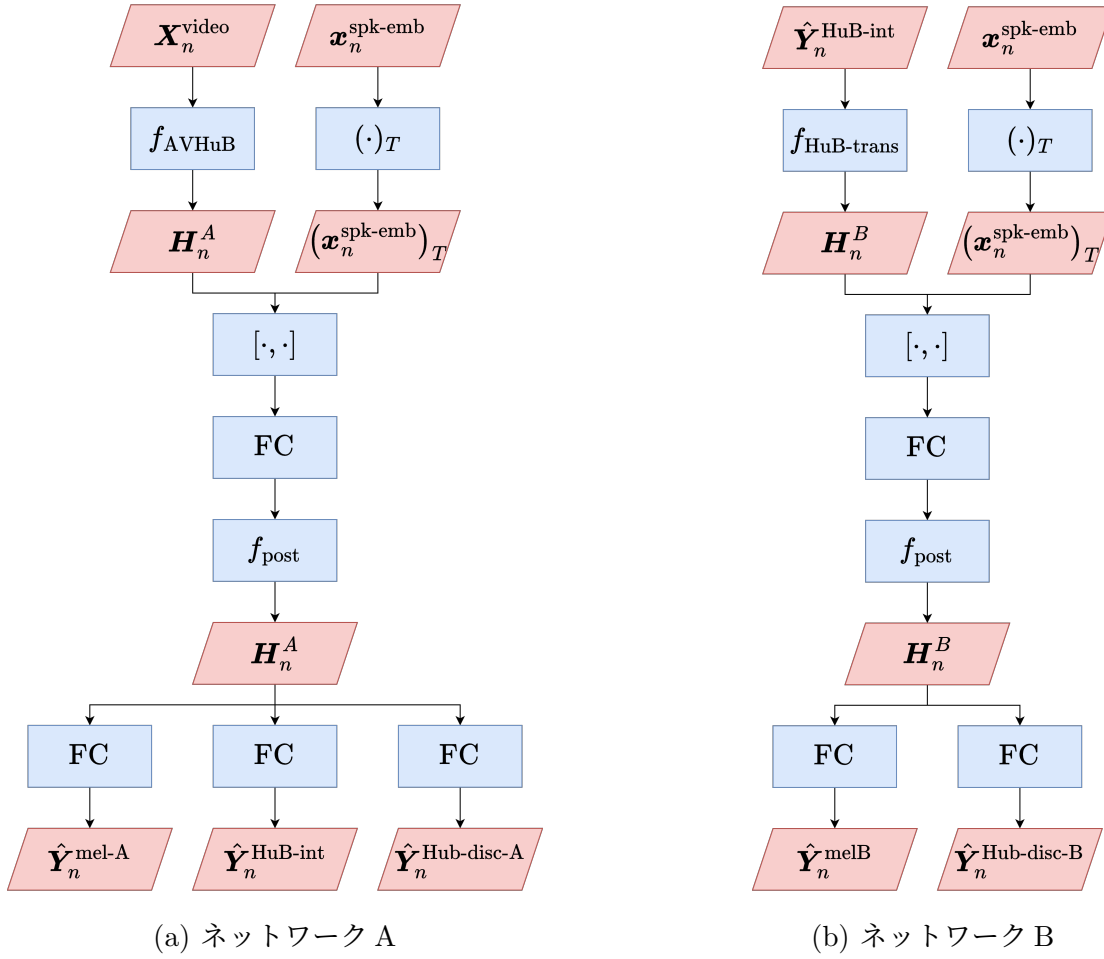 X_n^video x_n^spk-emb
f_AVHuB (·)_T
H_n^A (x_n^spk-emb)_T
[·, ·]
FC
f_post
H_n^A
FC FC FC
Ŷ_n^mel-A Ŷ_n^HuB-int Ŷ_n^Hub-disc-A
(a) ネットワーク A
Ŷ_n^HuB-int x_n^spk-emb
f_HuB-trans (·)_T
H_n^B (x_n^spk-emb)_T
[·, ·]
FC
f_post
H_n^B
FC FC
Ŷ_n^melB Ŷ_n^Hub-disc-B
(b) ネットワーク B